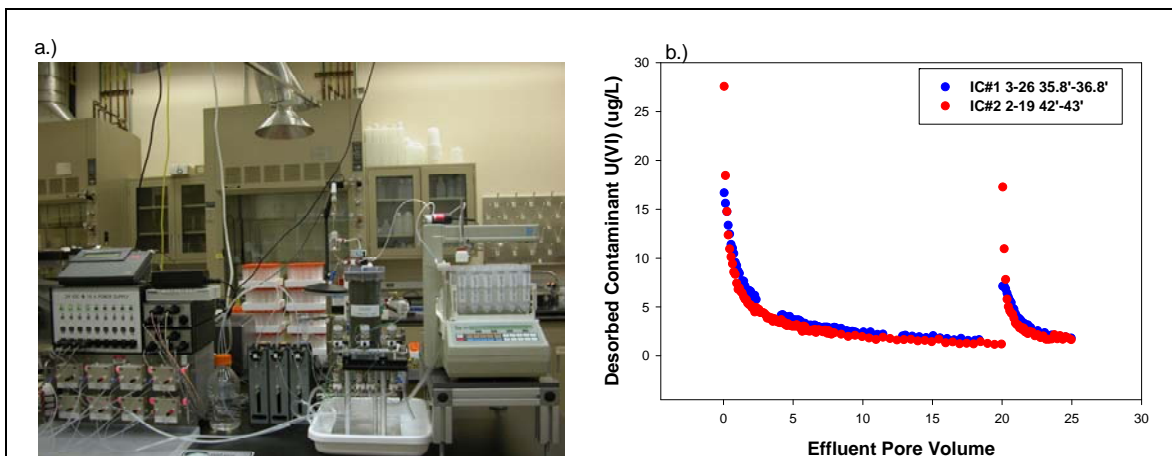 a.)
b.)
Desorbed Contaminant U(VI) (ug/L)
30
25
20
15
10
5
0
IC#1 3-26 35.8'-36.8'
IC#2 2-19 42'-43'
0 5 10 15 20 25 30
Effluent Pore Volume